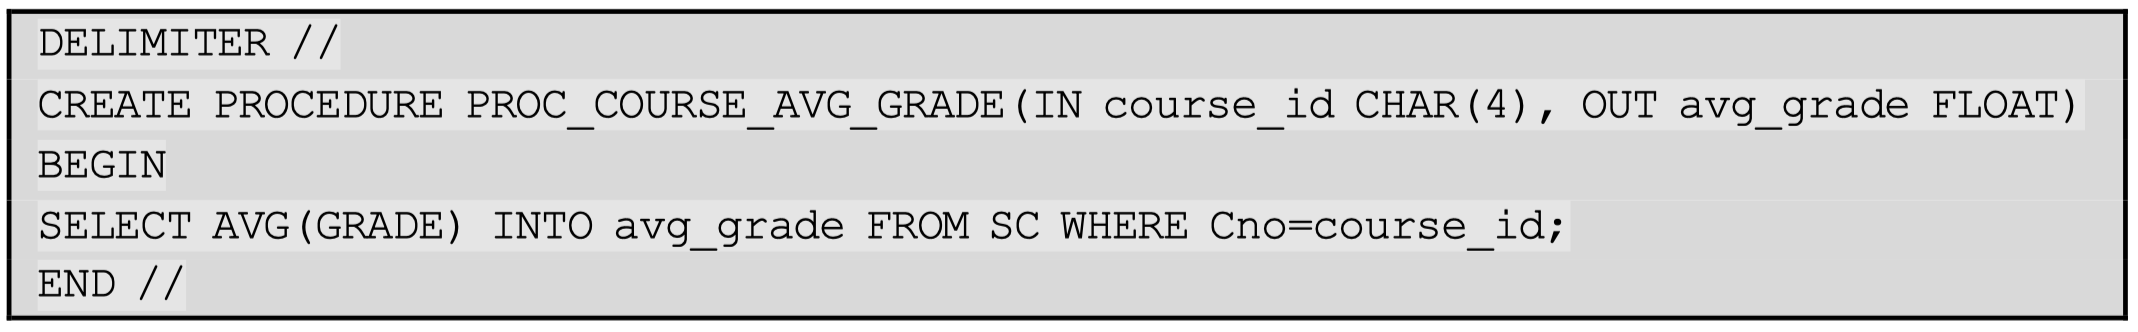 DELIMITER //
CREATE PROCEDURE PROC_COURSE_AVG_GRADE(IN course_id CHAR(4), OUT avg_grade FLOAT)
BEGIN
SELECT AVG(GRADE) INTO avg_grade FROM SC WHERE Cno=course_id;
END //